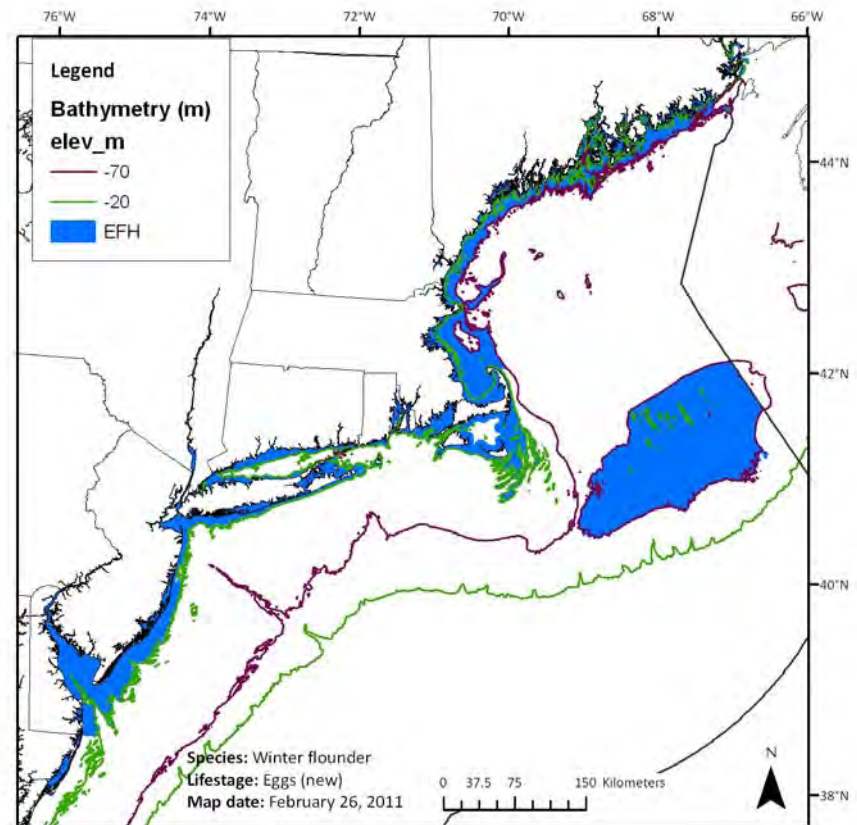 76°W 74°W 72°W 70°W 68°W 66°W
Legend
Bathymetry (m)
elev_m
-70
-20
EFH
44°N
42°N
40°N
38°N
Species: Winter flounder
Lifestage: Eggs (new)
Map date: February 26, 2011
0 37.5 75 150 Kilometers
N